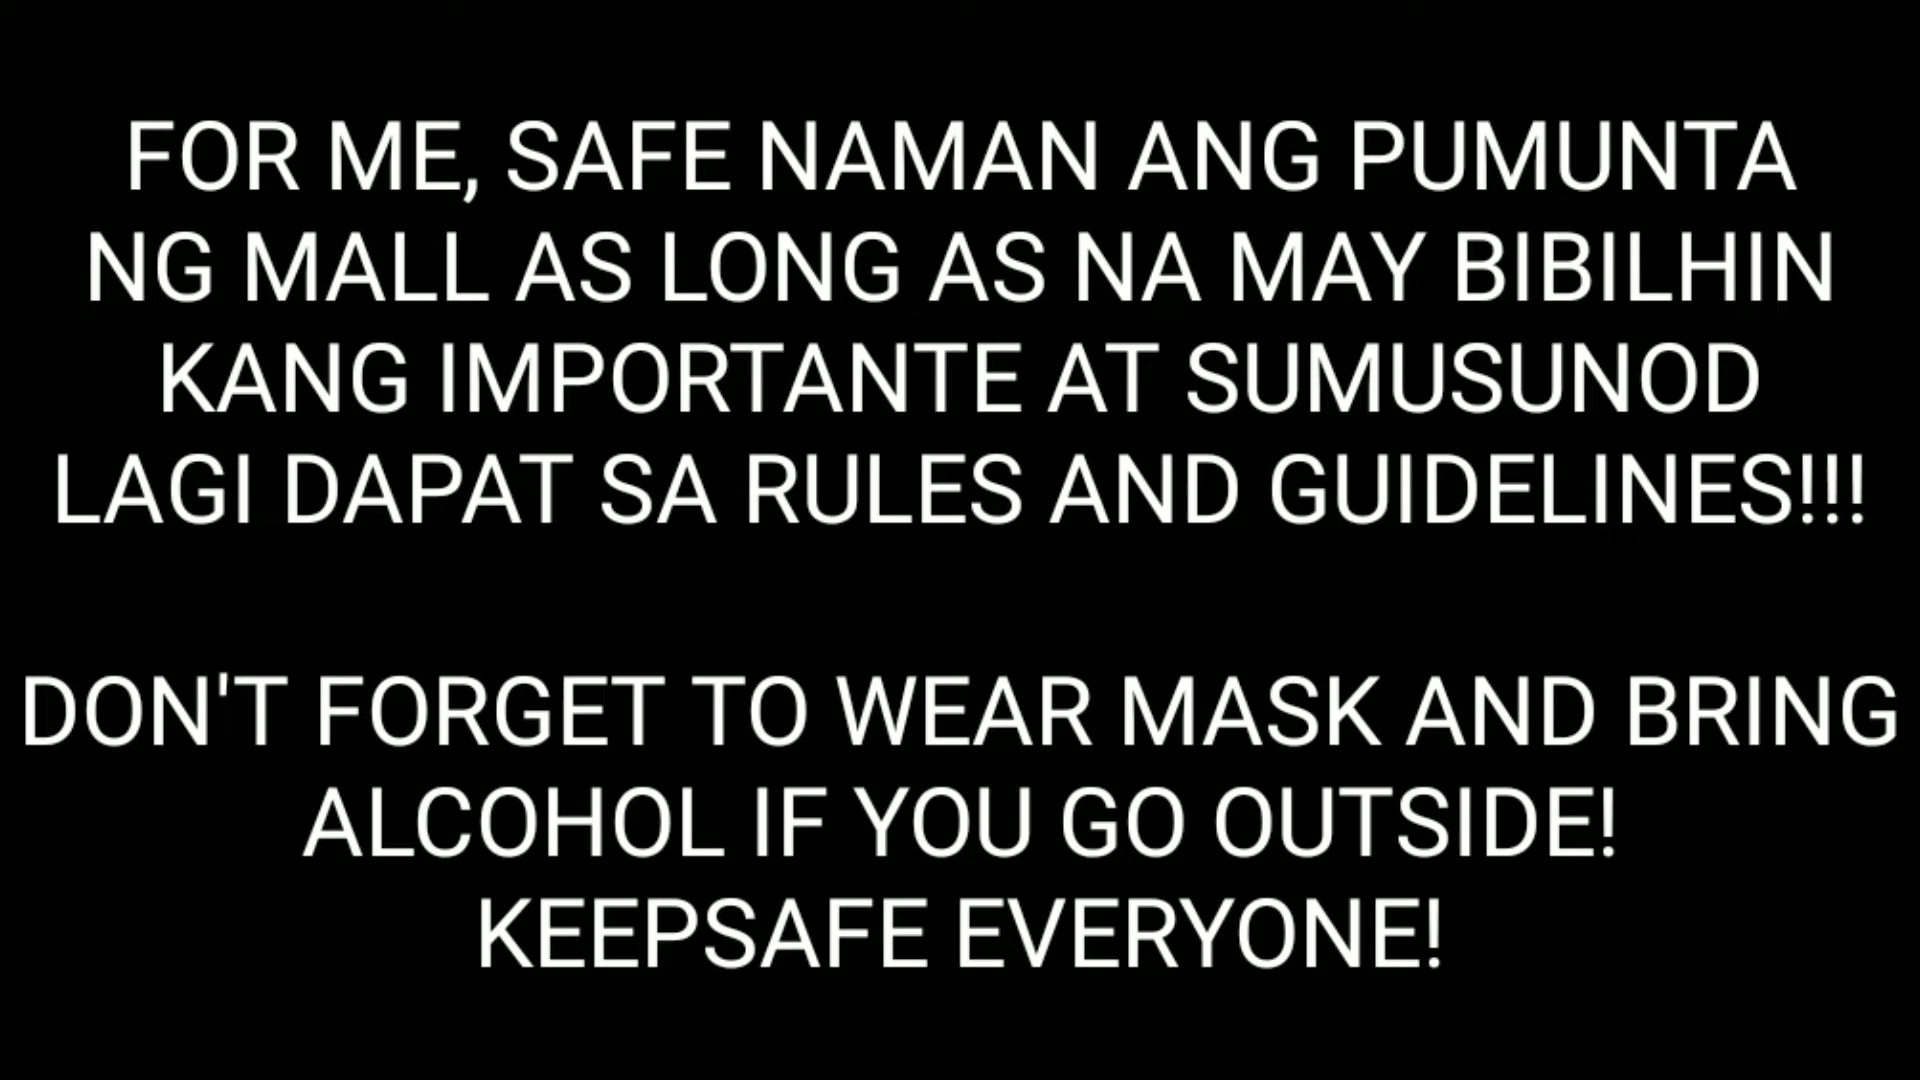 FOR ME, SAFE NAMAN ANG PUMUNTA
NG MALL AS LONG AS NA MAY BIBILHIN
KANG IMPORTANTE AT SUMUSUNOD
LAGI DAPAT SA RULES AND GUIDELINES!!!
DON'T FORGET TO WEAR MASK AND BRING
ALCOHOL IF YOU GO OUTSIDE!
KEEPSAFE EVERYONE!